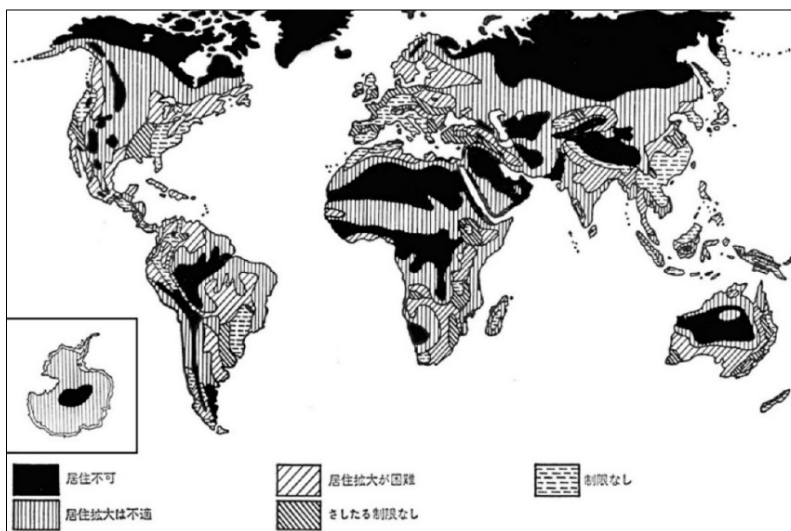 居住不可
居住拡大が困難
制限なし
居住拡大は不適
さしたる制限なし